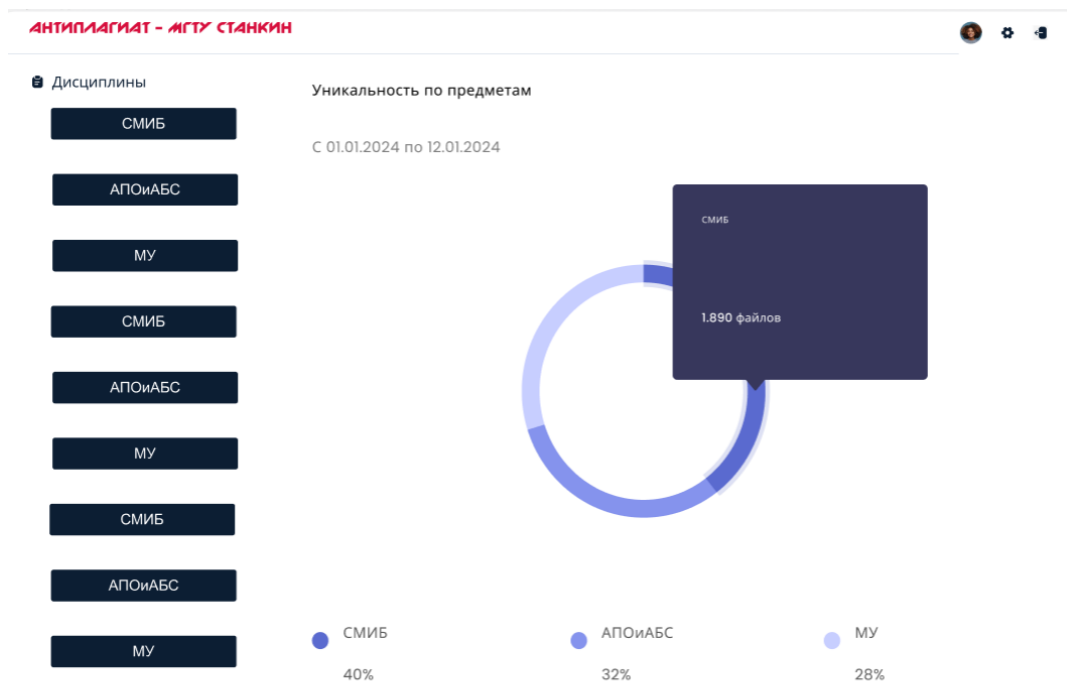 АНТИПЛАГИАТ - МГТУ СТАНКИН
Дисциплины
СМИБ
АПОиАБС
МУ
СМИБ
АПОиАБС
МУ
СМИБ
АПОиАБС
МУ
Уникальность по предметам
С 01.01.2024 по 12.01.2024
СМИБ
1.890 файлов
СМИБ
40%
АПОиАБС
32%
МУ
28%